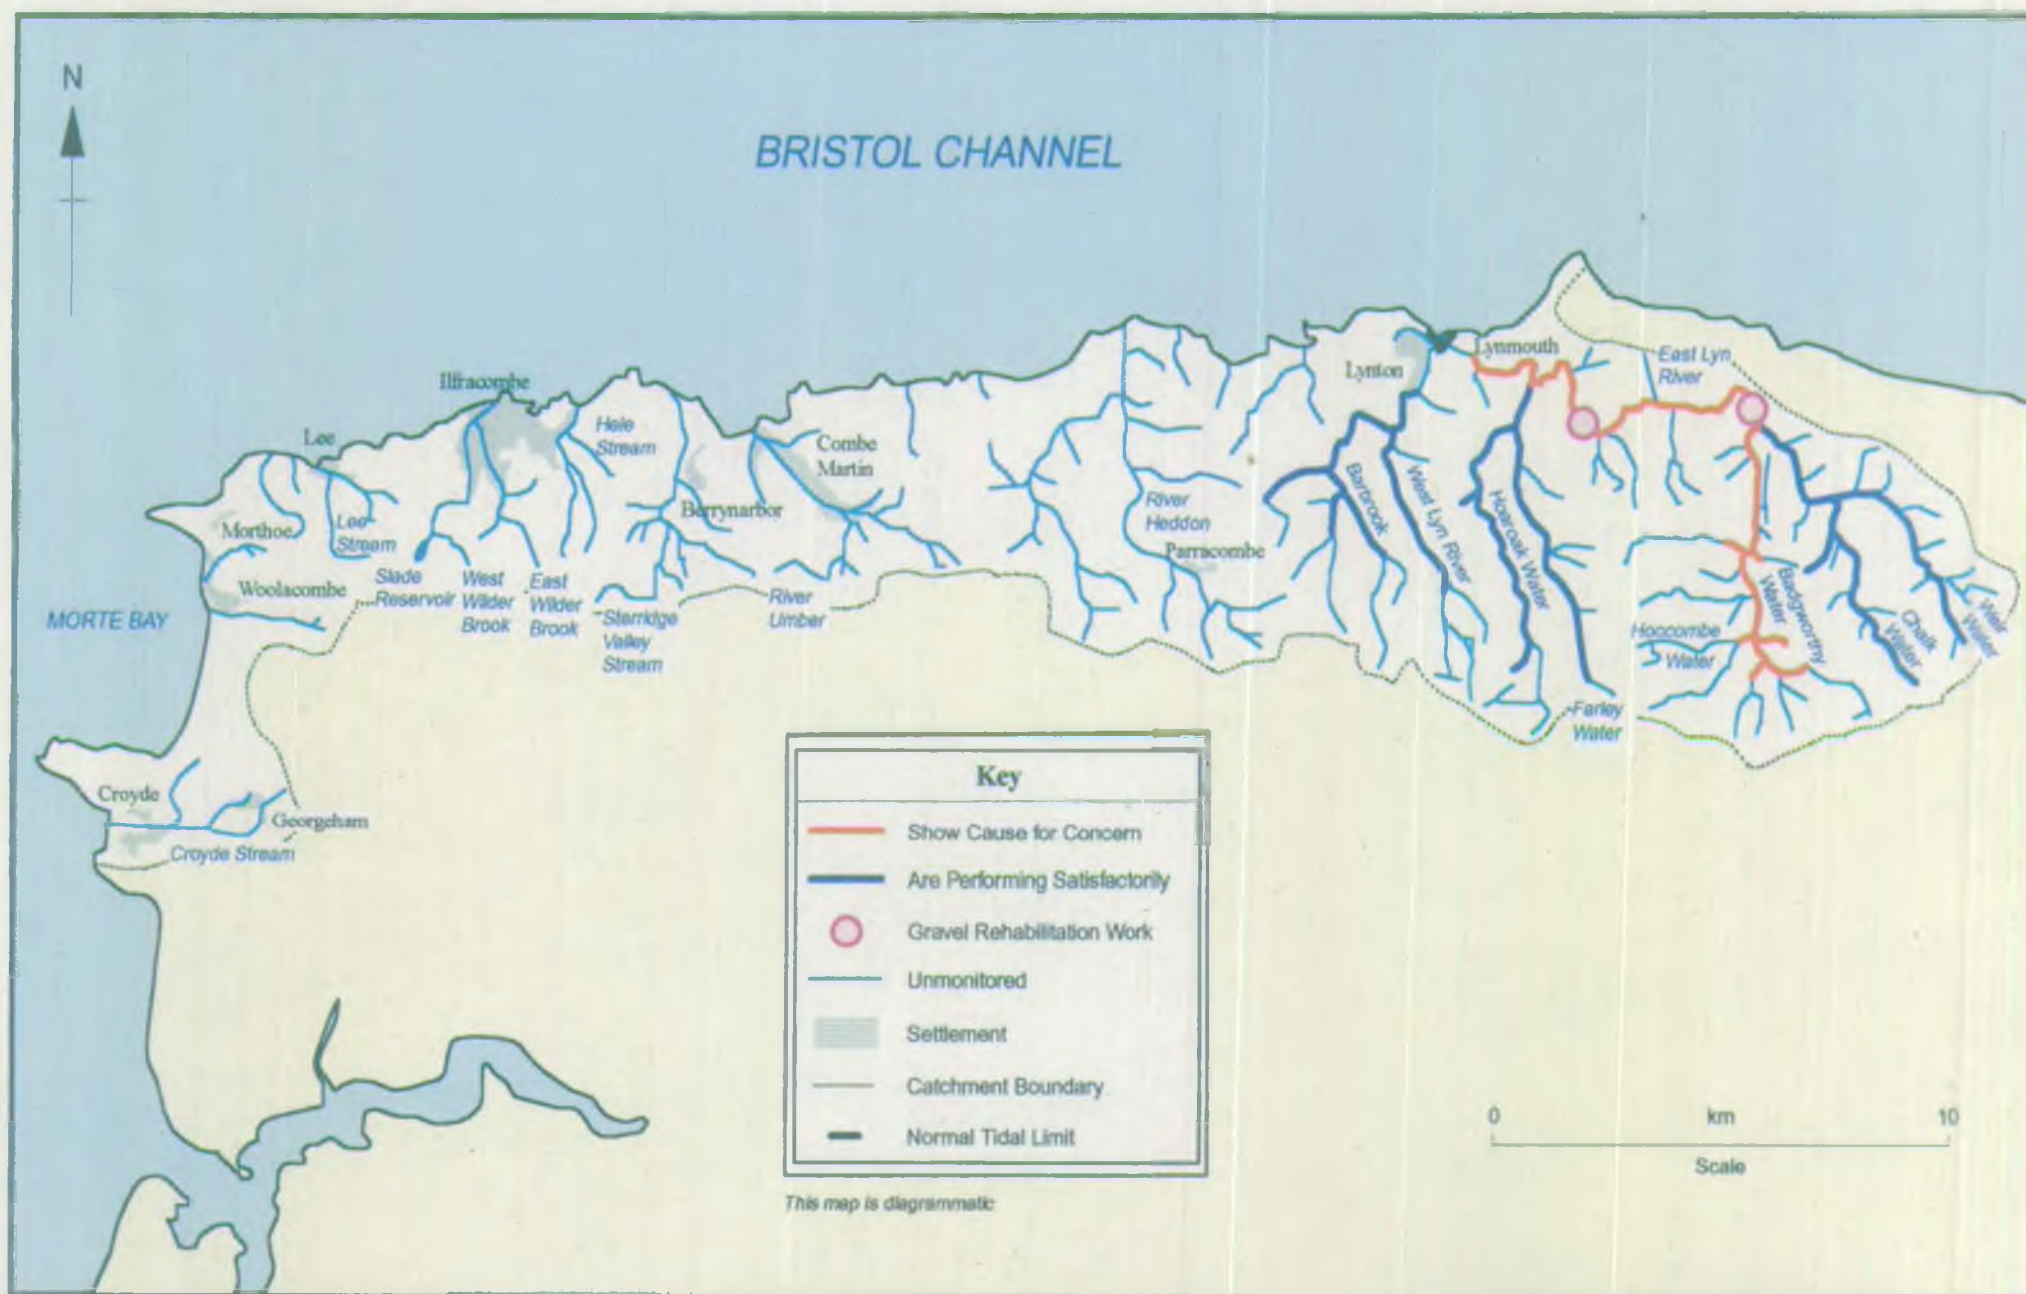 N
BRISTOL CHANNEL
Lynmouth
East Lyn
River
Lynton
Ilfracombe
Hele
Stream
Lee
Combe
Martin
Berrynarbor
River
Heddon
Parracombe
Barbrook
West Lyn River
Hoaroak Water
Morthoe
Lee
Stream
Woolacombe
Slade
Reservoir
West
Wilder
Brook
East
Wilder
Brook
Sterridge
Valley
Stream
River
Umber
MORTE BAY
Badgworthy
Water
Hoccombe
Water
Chalk
Water
Weir
Water
Farley
Water
Croyde
Georgeham
Croyde Stream
Key
Show Cause for Concern
Are Performing Satisfactorily
Gravel Rehabilitation Work
Unmonitored
Settlement
Catchment Boundary
Normal Tidal Limit
This map is diagrammatic
0 km 10
Scale